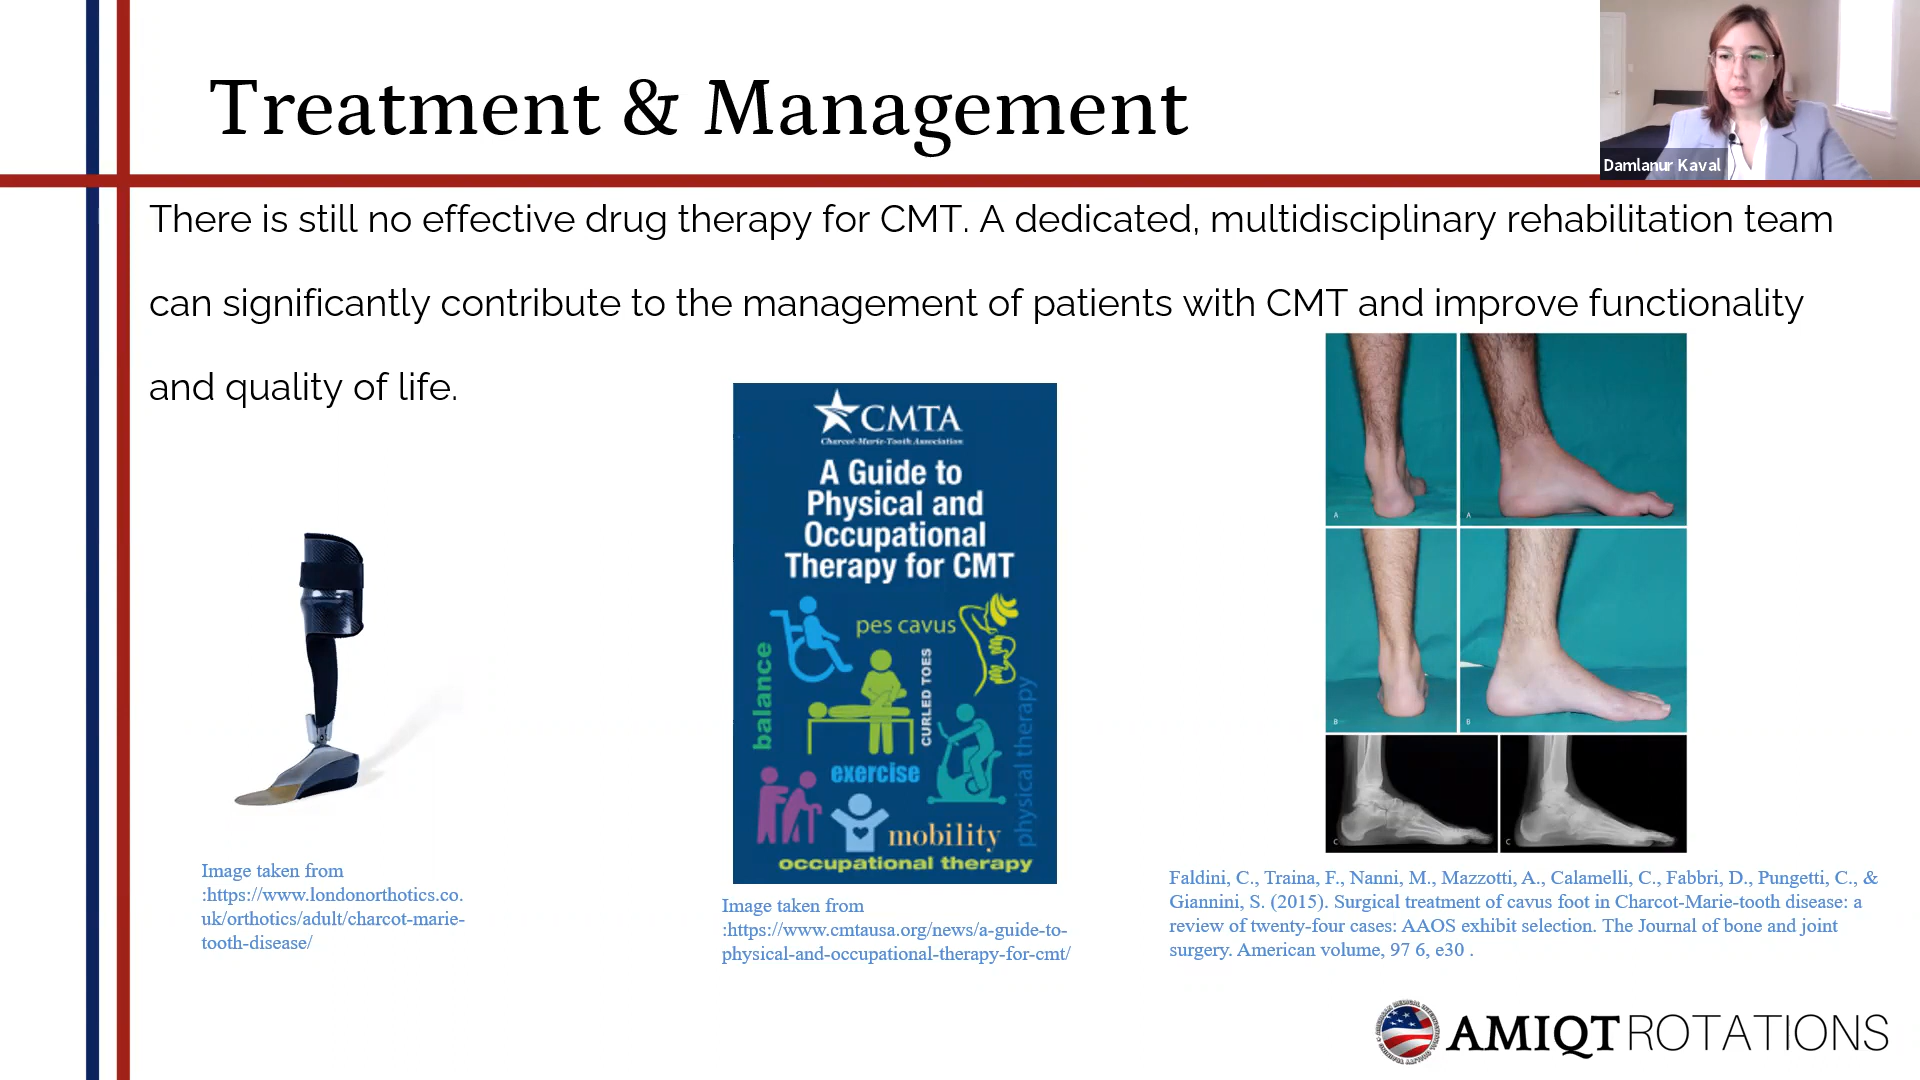 Treatment & Management
Damlanur Kaval
There is still no effective drug therapy for CMT. A dedicated, multidisciplinary rehabilitation team
can significantly contribute to the management of patients with CMT and improve functionality
and quality of life.
CMTA
Charcot-Marie-Tooth Association
A Guide to
Physical and
Occupational
Therapy for CMT
pes cavus
balance
CURLED TOES
physical therapy
exercise
mobility
occupational therapy
A
A
B
B
C
C
Image taken from
:https://www.londonorthotics.co.
uk/orthotics/adult/charcot-marie-
tooth-disease/
Image taken from
:https://www.cmtausa.org/news/a-guide-to-
physical-and-occupational-therapy-for-cmt/
Faldini, C., Traina, F., Nanni, M., Mazzotti, A., Calamelli, C., Fabbri, D., Pungetti, C., &
Giannini, S. (2015). Surgical treatment of cavus foot in Charcot-Marie-tooth disease: a
review of twenty-four cases: AAOS exhibit selection. The Journal of bone and joint
surgery. American volume, 97 6, e30 .
AMIQT ROTATIONS